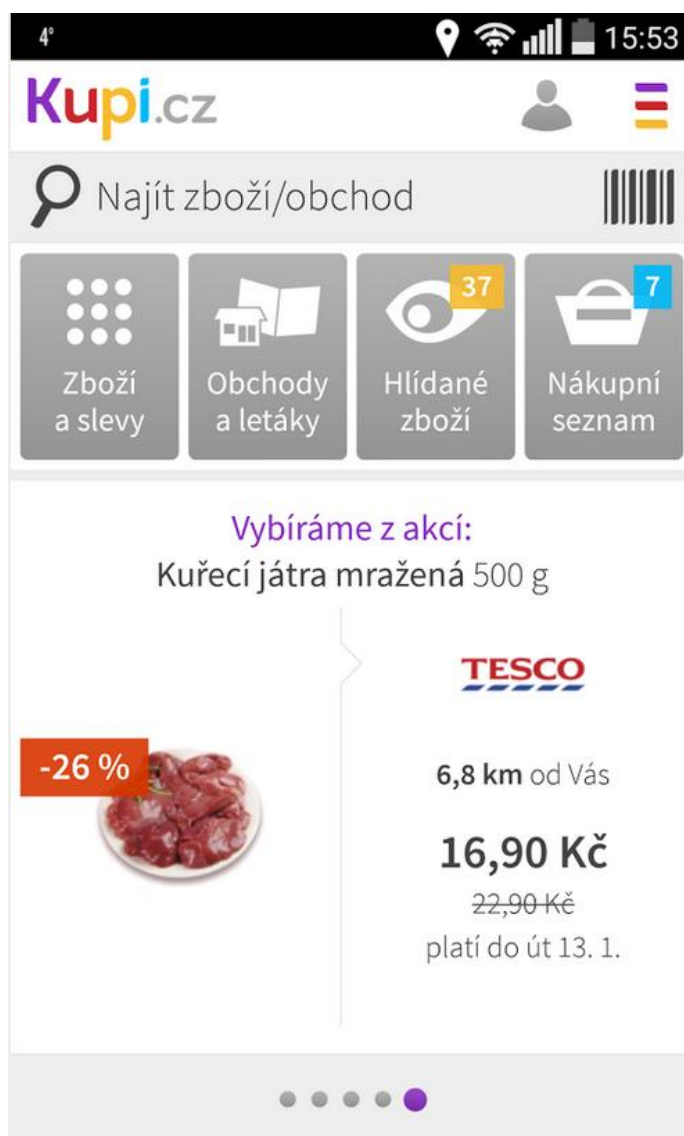 4°
15:53
Kupi.cz
Najít zboží/obchod
37
7
Zboží
a slevy
Obchody
a letáky
Hlídané
zboží
Nákupní
seznam
Vybíráme z akcí:
Kuřecí játra mražená 500 g
TESCO
-26 %
6,8 km od Vás
16,90 Kč
22,90 Kč
platí do út 13. 1.